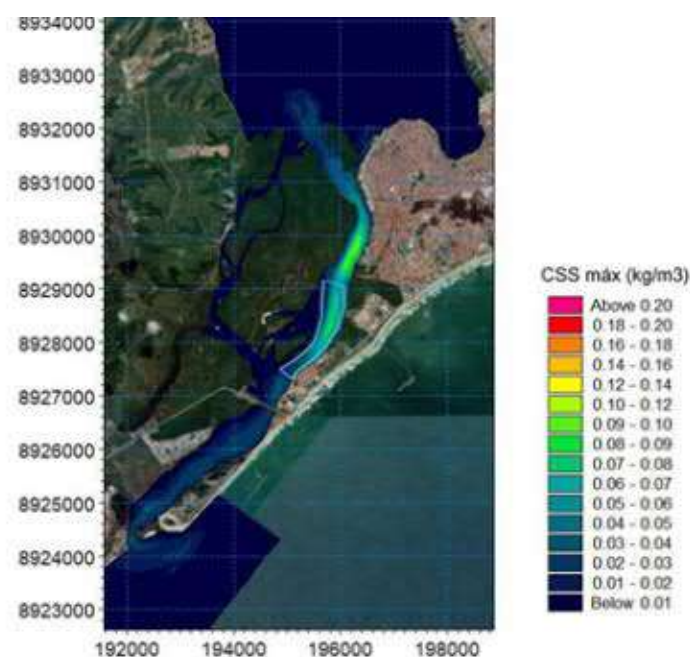 8934000
8933000
8932000
8931000
8930000
8929000
8928000
8927000
8926000
8925000
8924000
8923000
192000 194000 196000 198000
CSS máx (kg/m3)
Above 0.20
0.18 - 0.20
0.16 - 0.18
0.14 - 0.16
0.12 - 0.14
0.10 - 0.12
0.09 - 0.10
0.08 - 0.09
0.07 - 0.08
0.06 - 0.07
0.05 - 0.06
0.04 - 0.05
0.03 - 0.04
0.02 - 0.03
0.01 - 0.02
Below 0.01